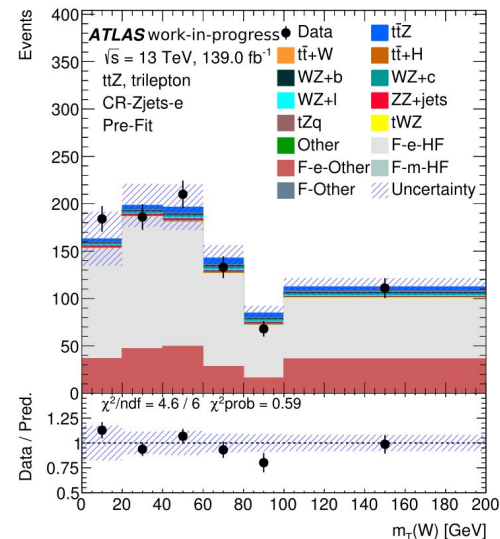 Events
400
350
300
250
200
150
100
50
0
ATLAS work-in-progress
√s = 13 TeV, 139.0 fb⁻¹
ttZ, trilepton
CR-Zjets-e
Pre-Fit
Data
tt̄Z
tt̄+W
tt̄+H
WZ+b
WZ+c
WZ+l
ZZ+jets
tZq
tWZ
Other
F-e-HF
F-e-Other
F-m-HF
F-Other
Uncertainty
Data / Pred.
1.25
1
0.75
0.5
χ²/ndf = 4.6 / 6 χ²prob = 0.59
0 20 40 60 80 100 120 140 160 180 200
m_T(W) [GeV]